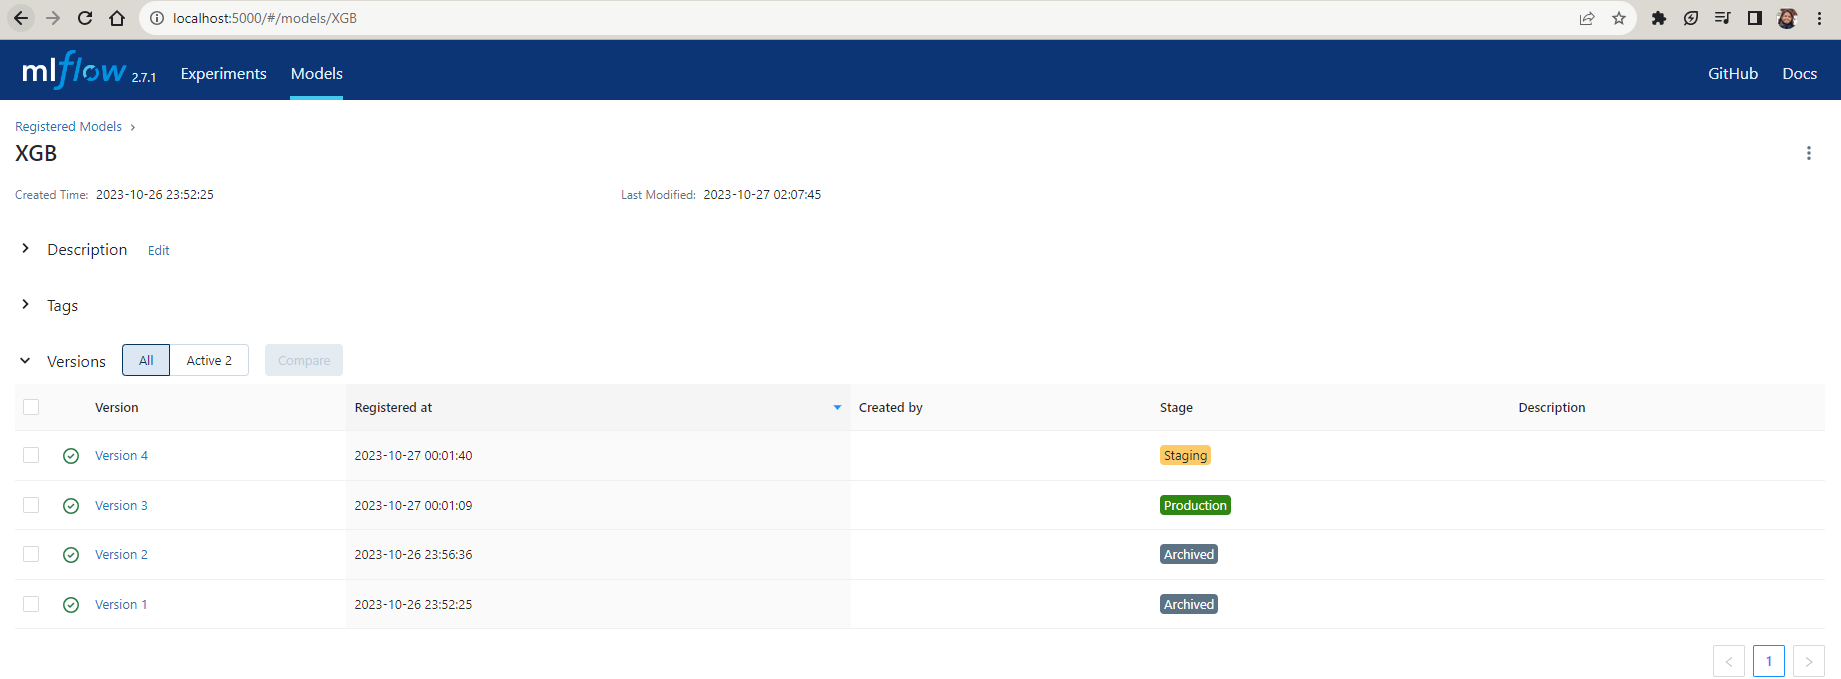 localhost:5000/#/models/XGB
mlflow 2.7.1 Experiments Models GitHub Docs
Registered Models >
XGB
Created Time: 2023-10-26 23:52:25 Last Modified: 2023-10-27 02:07:45
Description Edit
Tags
Versions All Active 2 Compare
Version Registered at Created by Stage Description
Version 4 2023-10-27 00:01:40 Staging
Version 3 2023-10-27 00:01:09 Production
Version 2 2023-10-26 23:56:36 Archived
Version 1 2023-10-26 23:52:25 Archived
< 1 >